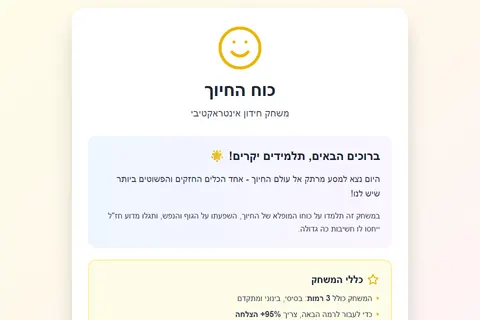 כוח החיוך
משחק חידון אינטראקטיבי
ברוכים הבאים, תלמידים יקרים!
היום נצא למסע מרתק אל עולם החיוך - אחד הכלים החזקים והפשוטים ביותר
שיש לנו!
במשחק זה תלמדו על כוחו המופלא של החיוך, השפעתו על הגוף והנפש, ותגלו מדוע חז"ל
ייחסו לו חשיבות כה גדולה.
כללי המשחק
• המשחק כולל 3 רמות: בסיסי, בינוני ומתקדם
• כדי לעבור לרמה הבאה, צריך 95%+ הצלחה